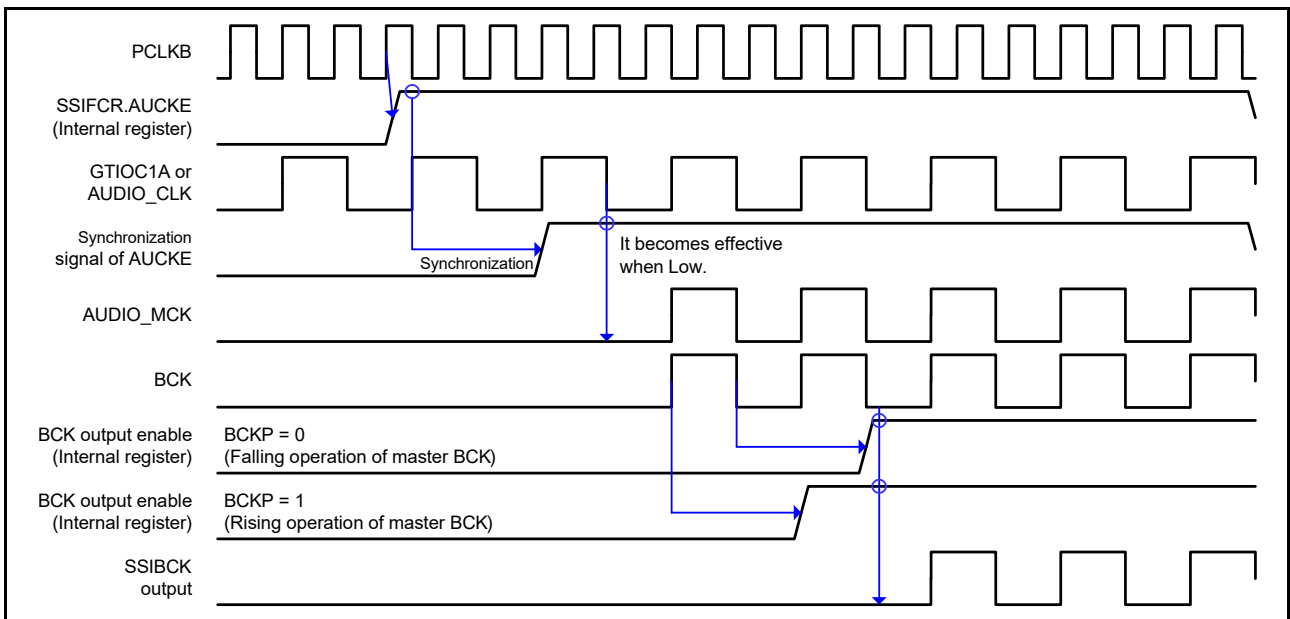 PCLKB
SSIFCR.AUCKE
(Internal register)
GTIOC1A or
AUDIO_CLK
Synchronization
signal of AUCKE
Synchronization
It becomes effective
when Low.
AUDIO_MCK
BCK
BCK output enable
(Internal register)
BCKP = 0
(Falling operation of master BCK)
BCK output enable
(Internal register)
BCKP = 1
(Rising operation of master BCK)
SSIBCK
output